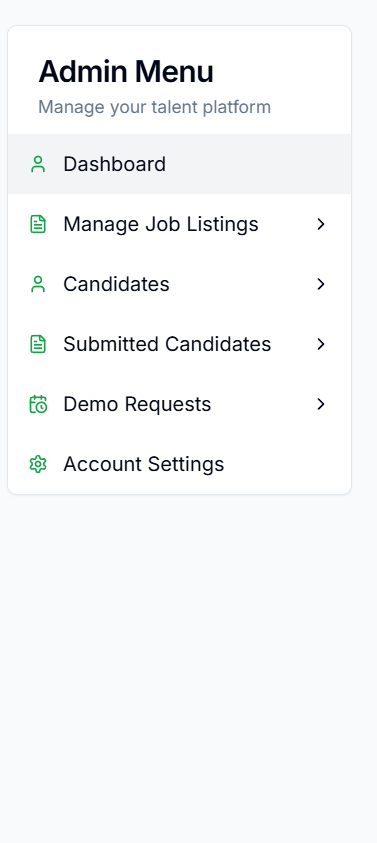 Admin Menu
Manage your talent platform
Dashboard
Manage Job Listings
Candidates
Submitted Candidates
Demo Requests
Account Settings